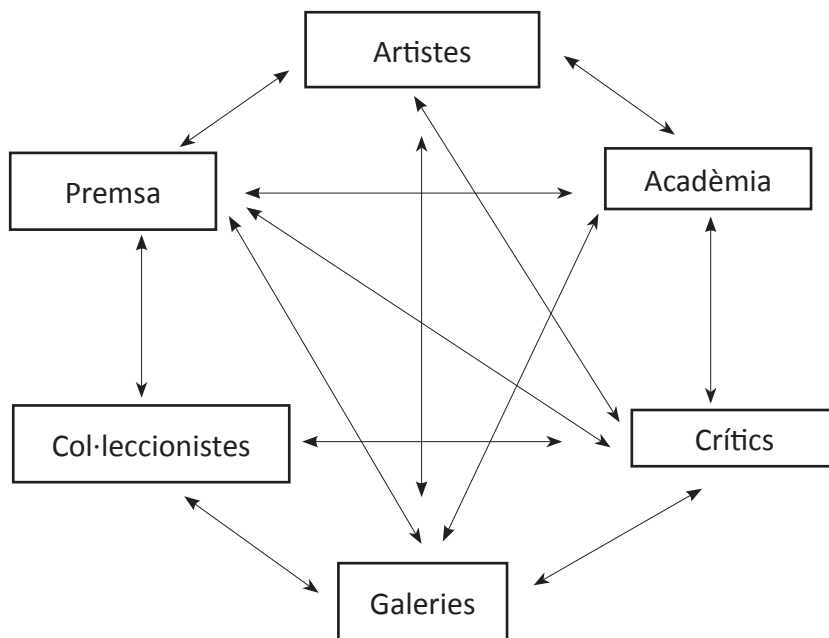 Artistes
Premsa
Acadèmia
Col·leccionistes
Crítics
Galeries